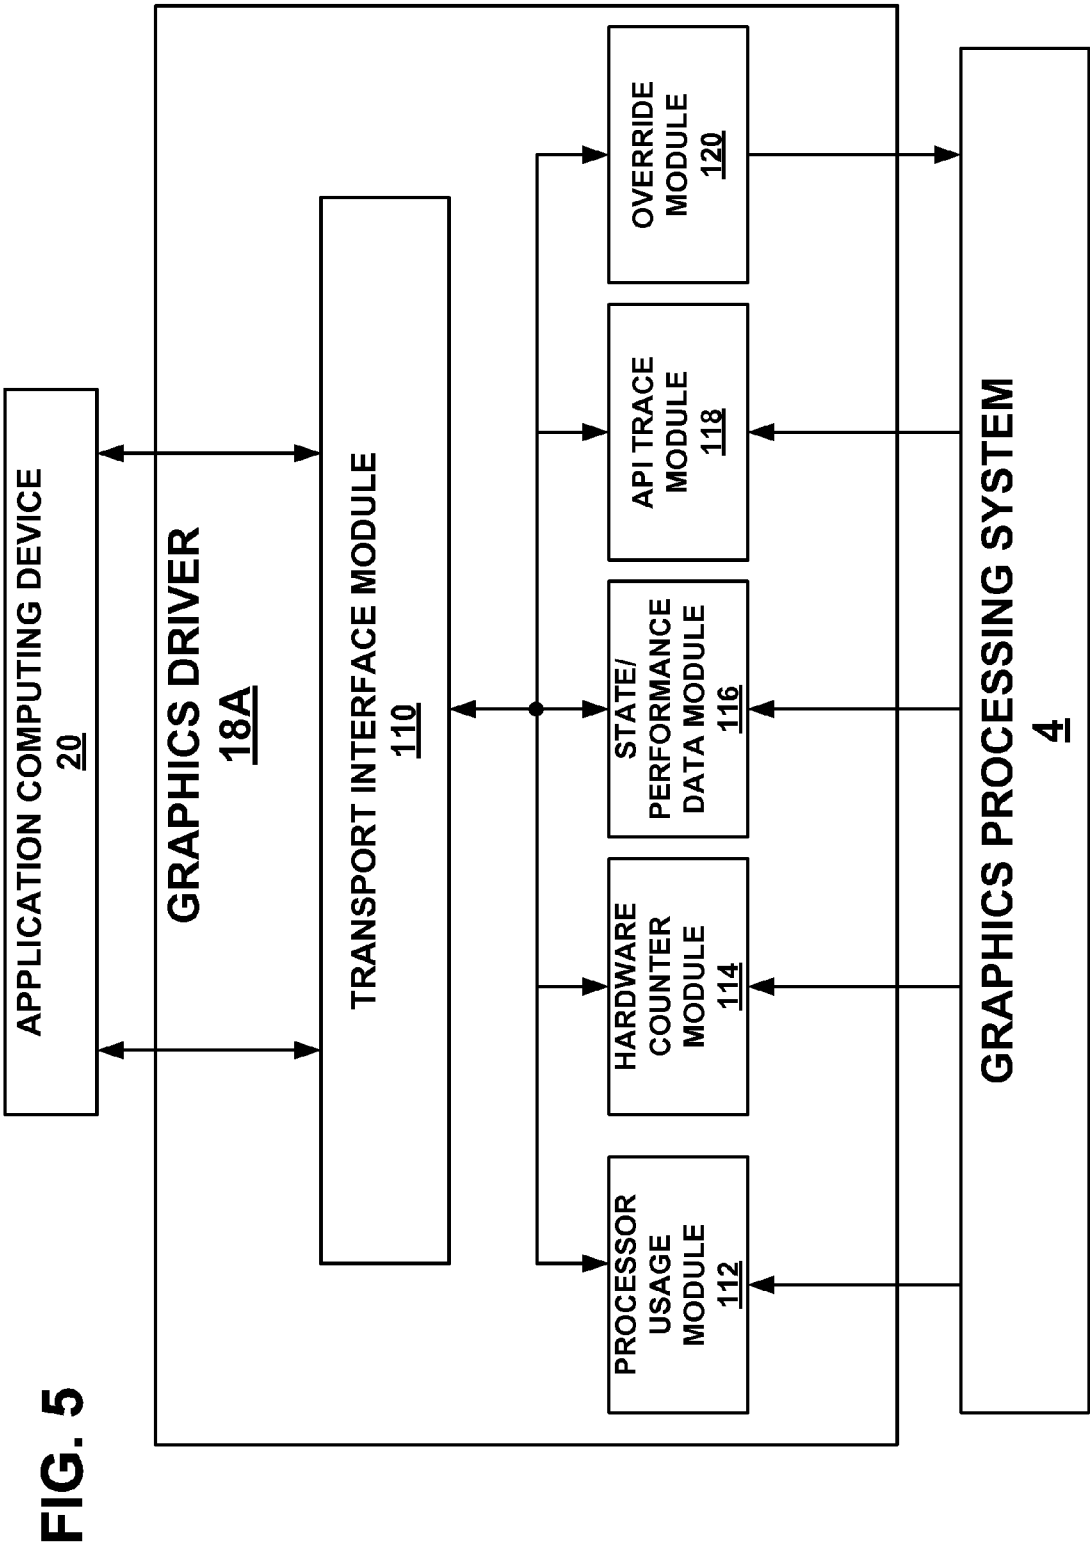 FIG. 5
APPLICATION COMPUTING DEVICE
20
GRAPHICS DRIVER
18A
TRANSPORT INTERFACE MODULE
110
PROCESSOR
USAGE
MODULE
112
HARDWARE
COUNTER
MODULE
114
STATE/
PERFORMANCE
DATA MODULE
116
API TRACE
MODULE
118
OVERRIDE
MODULE
120
GRAPHICS PROCESSING SYSTEM
4